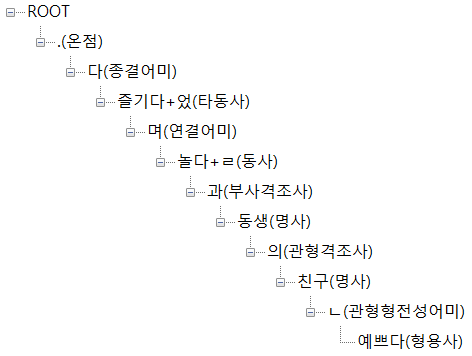 ROOT
.(온점)
다(종결어미)
즐기다+었(타동사)
며(연결어미)
놀다+ㄹ(동사)
과(부사격조사)
동생(명사)
의(관형격조사)
친구(명사)
ㄴ(관형형전성어미)
예쁘다(형용사)